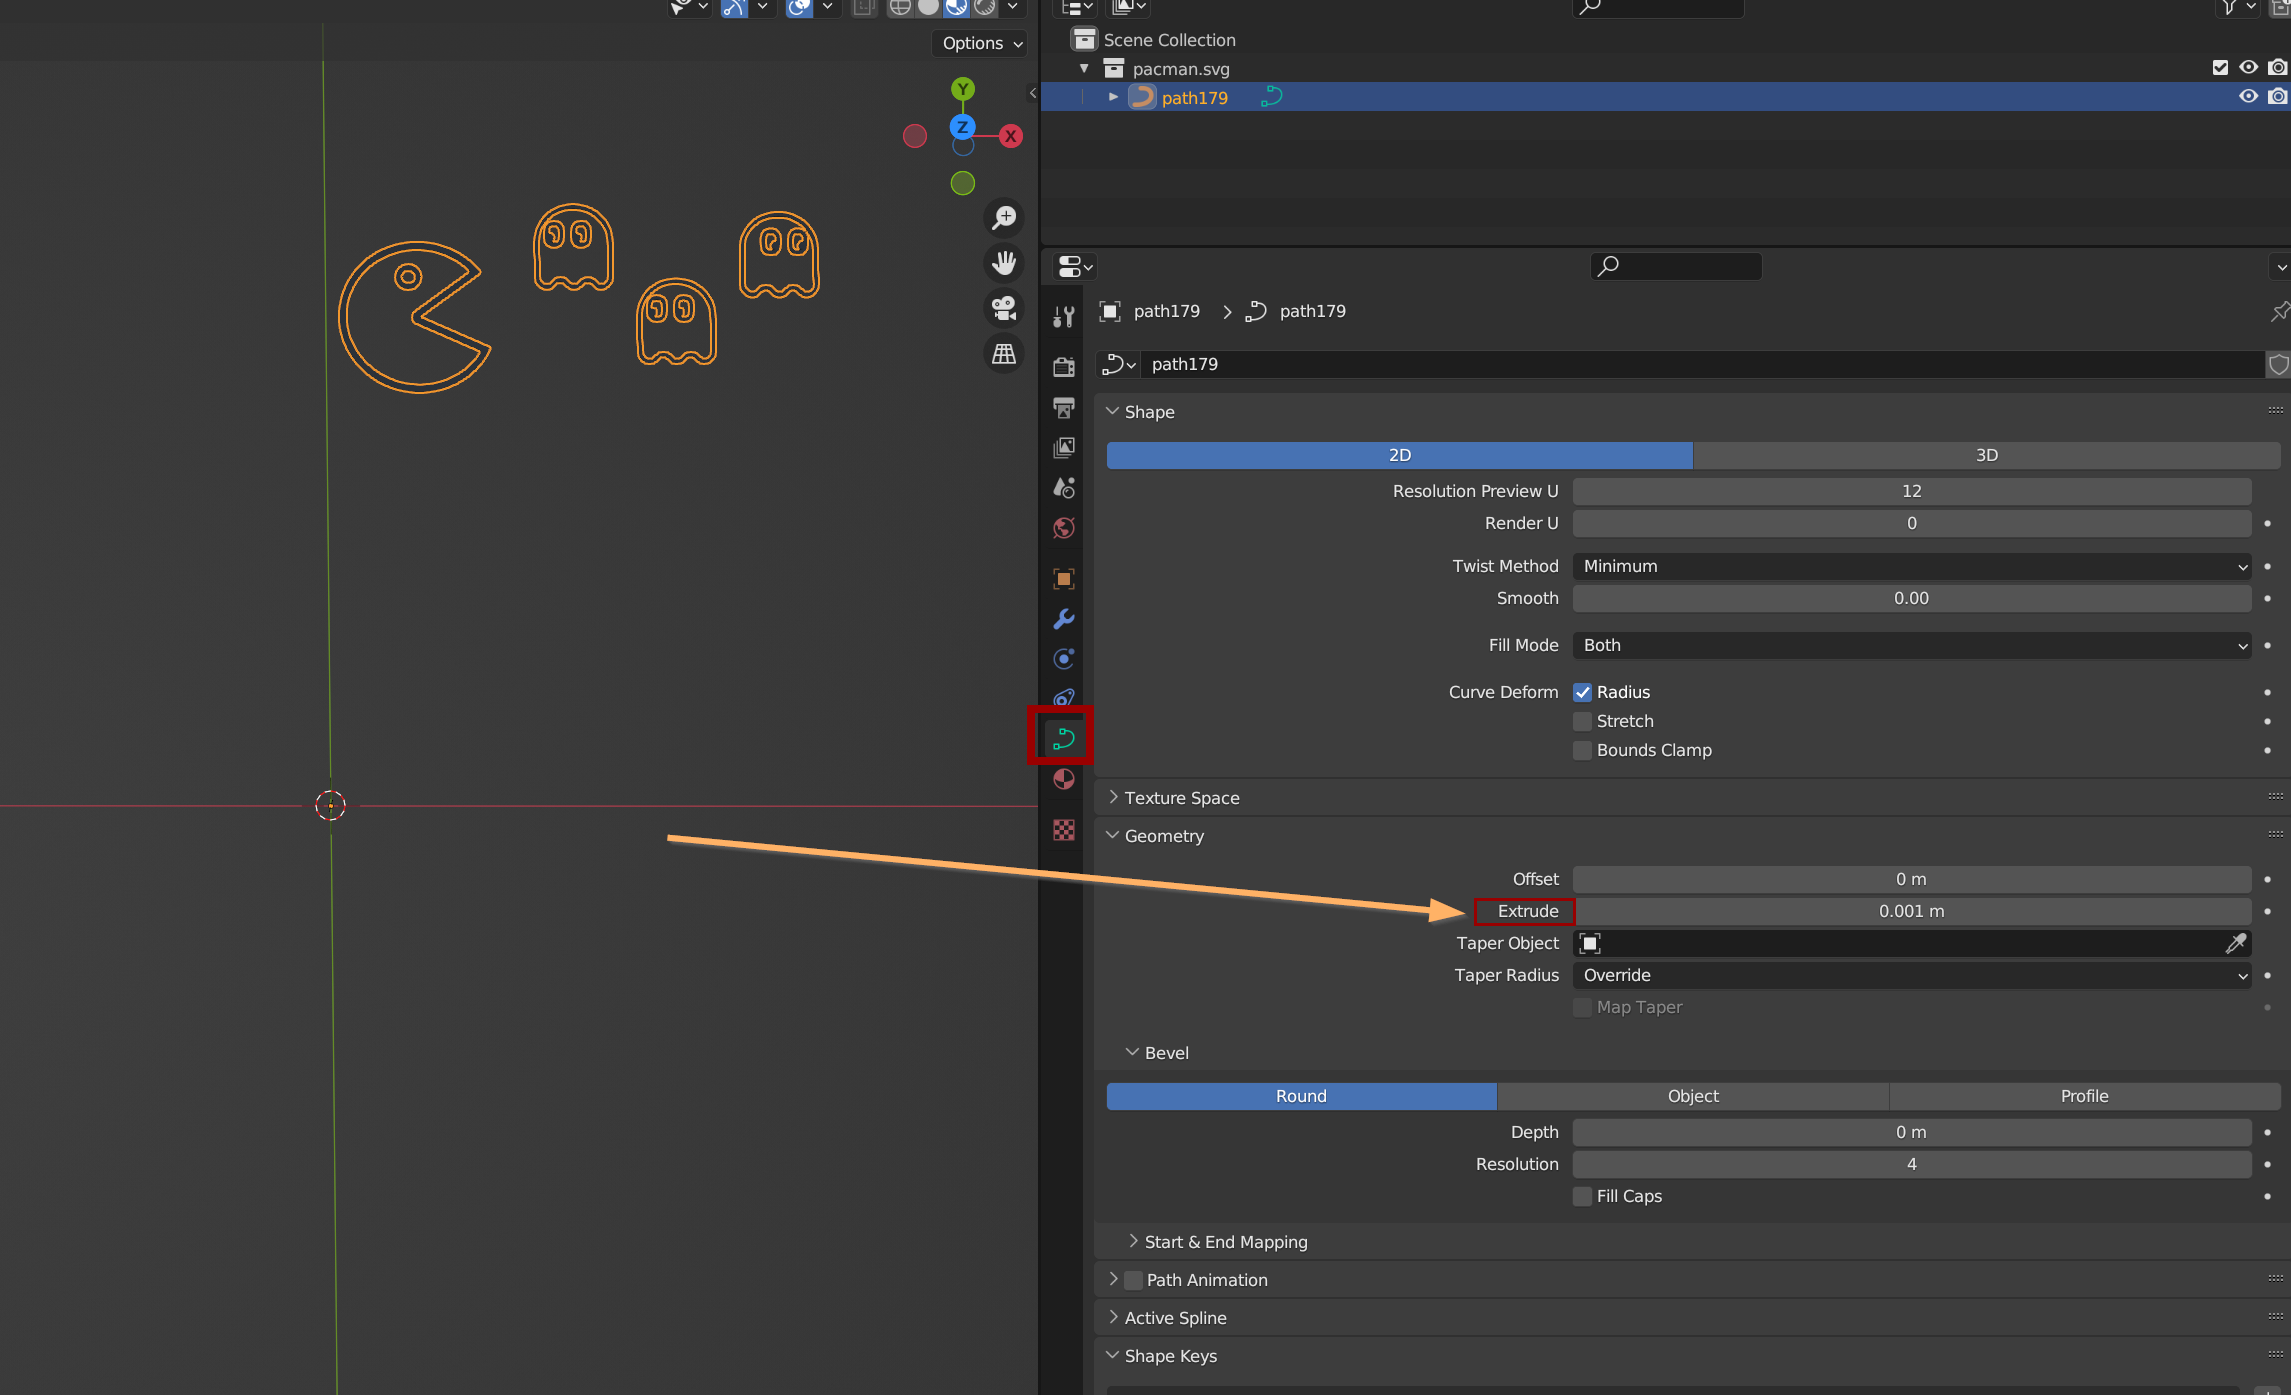 Options
Y
Z
X
Scene Collection
pacman.svg
path179
path179
path179
path179
Shape
2D
3D
Resolution Preview U
12
Render U
0
Twist Method
Minimum
Smooth
0.00
Fill Mode
Both
Curve Deform
Radius
Stretch
Bounds Clamp
Texture Space
Geometry
Offset
0 m
Extrude
0.001 m
Taper Object
Taper Radius
Override
Map Taper
Bevel
Round
Object
Profile
Depth
0 m
Resolution
4
Fill Caps
Start & End Mapping
Path Animation
Active Spline
Shape Keys